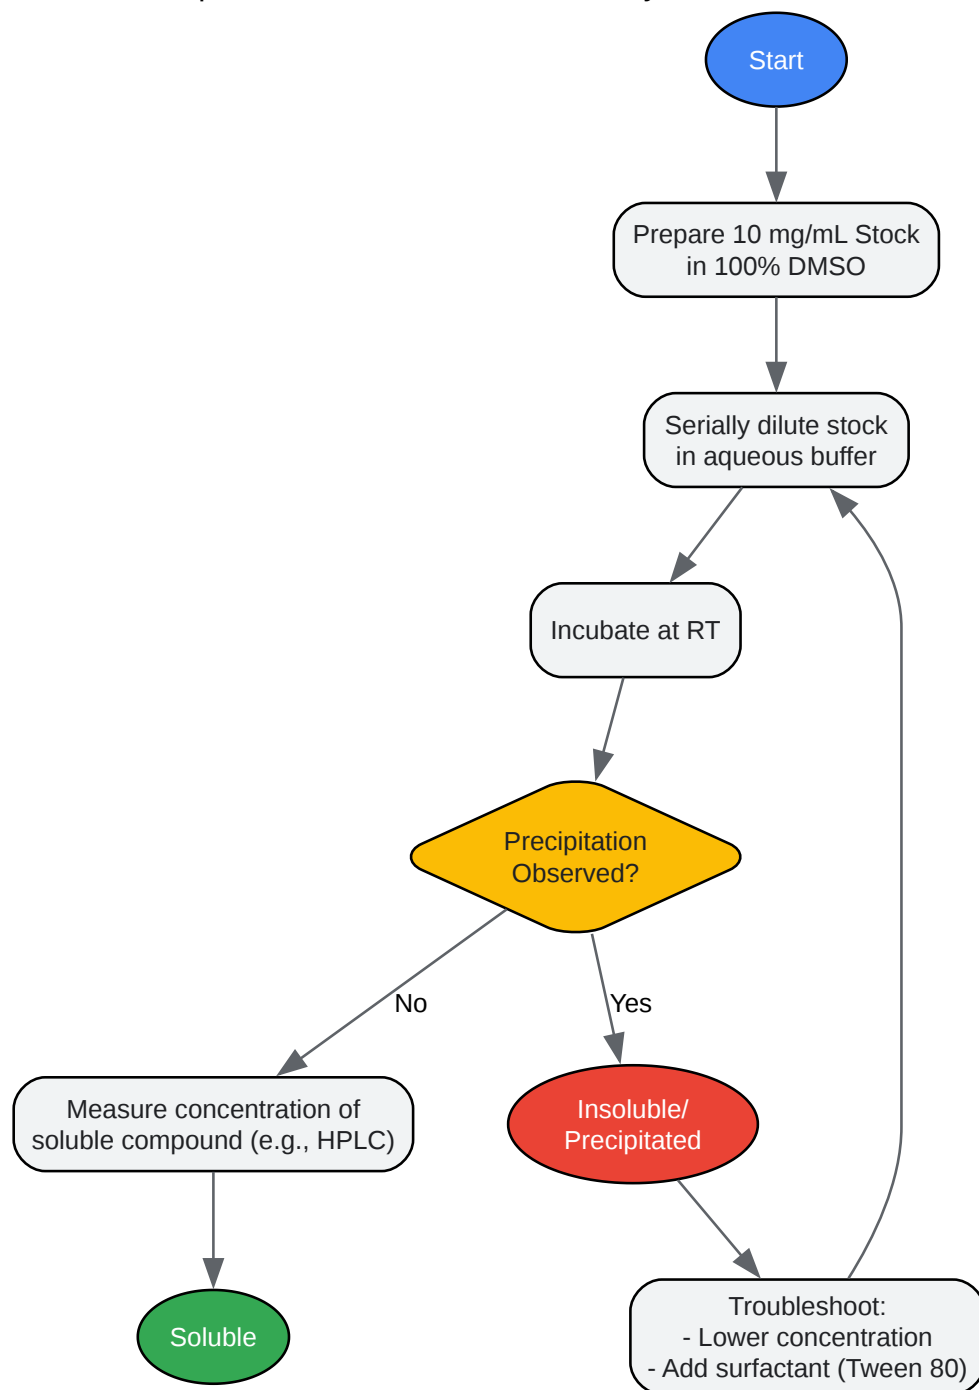 Start
Prepare 10 mg/mL Stock
in 100% DMSO
Serially dilute stock
in aqueous buffer
Incubate at RT
Precipitation
Observed?
No
Yes
Measure concentration of
soluble compound (e.g., HPLC)
Insoluble/
Precipitated
Soluble
Troubleshoot:
- Lower concentration
- Add surfactant (Tween 80)